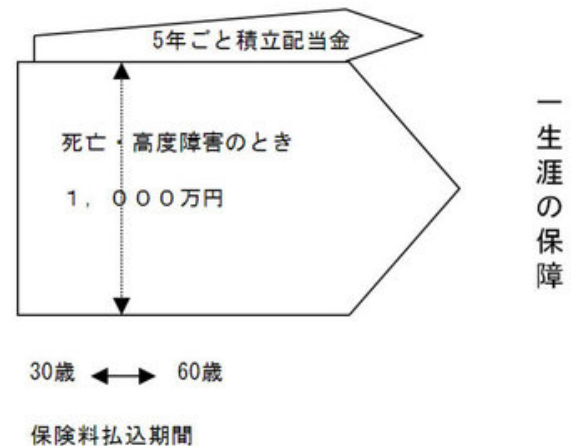 5年ごと積立配当金
死亡・高度障害のとき
１，０００万円
一生涯の保障
30歳 60歳
保険料払込期間